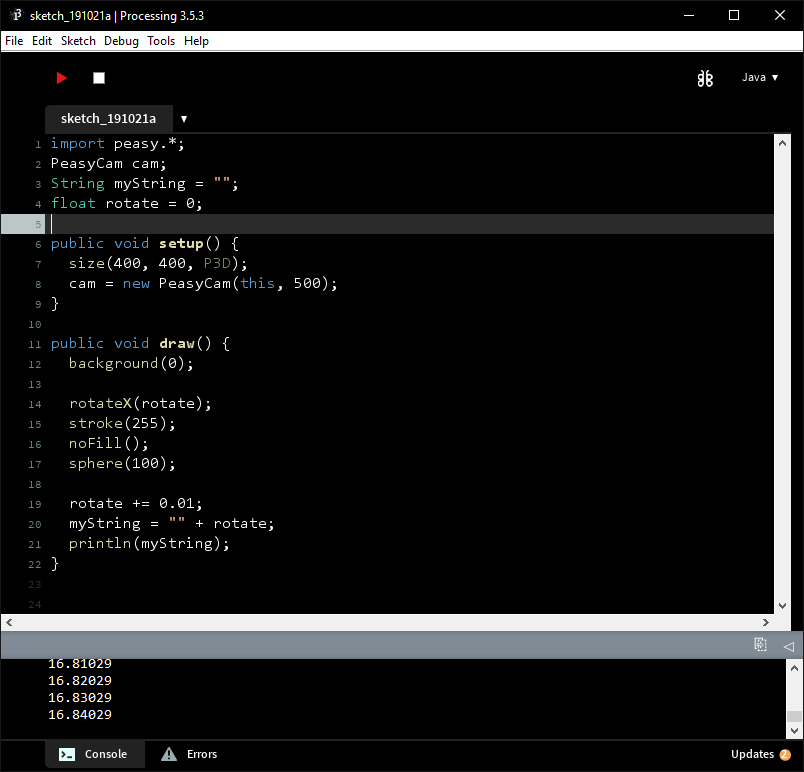 sketch_191021a | Processing 3.5.3
File Edit Sketch Debug Tools Help
Java ▼
sketch_191021a ▼
1 import peasy.*;
2 PeasyCam cam;
3 String myString = "";
4 float rotate = 0;
5
6 public void setup() {
7   size(400, 400, P3D);
8   cam = new PeasyCam(this, 500);
9 }
10
11 public void draw() {
12   background(0);
13
14   rotateX(rotate);
15   stroke(255);
16   noFill();
17   sphere(100);
18
19   rotate += 0.01;
20   myString = "" + rotate;
21   println(myString);
22 }
23
24
16.81029
16.82029
16.83029
16.84029
Console Errors Updates 2